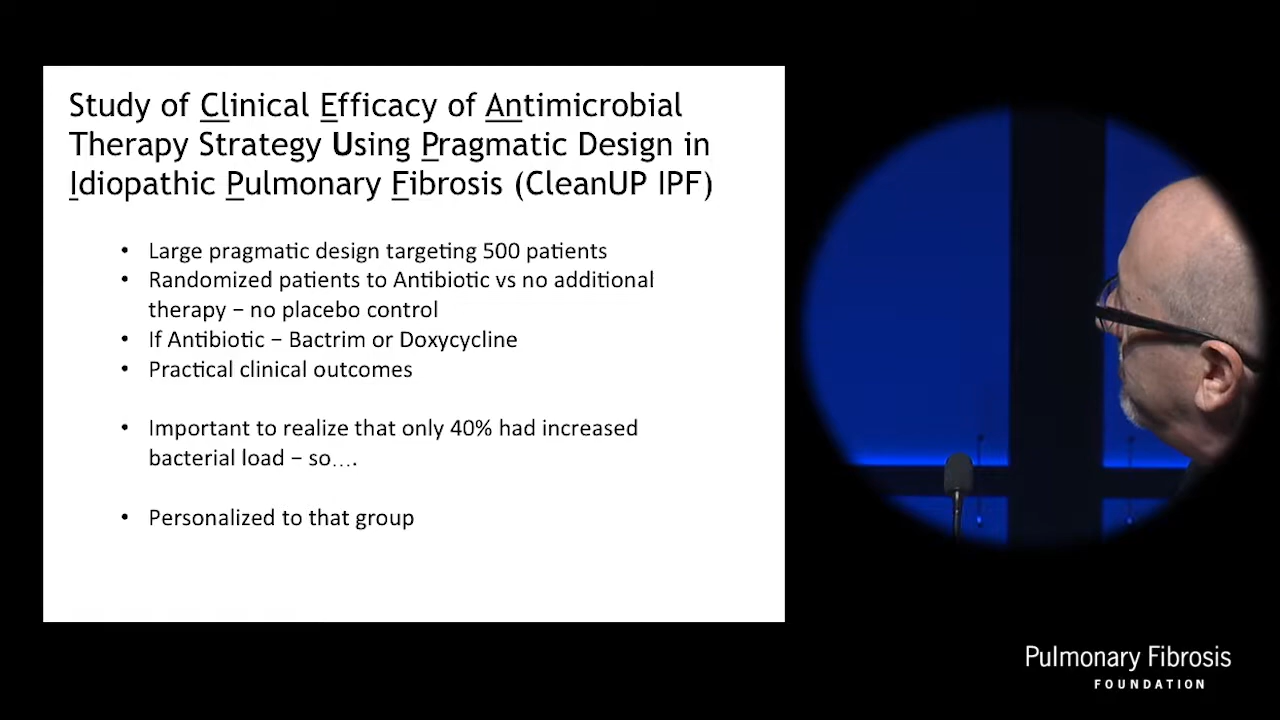 Study of Clinical Efficacy of Antimicrobial
Therapy Strategy Using Pragmatic Design in
Idiopathic Pulmonary Fibrosis (CleanUP IPF)
• Large pragmatic design targeting 500 patients
• Randomized patients to Antibiotic vs no additional
therapy – no placebo control
• If Antibiotic – Bactrim or Doxycycline
• Practical clinical outcomes
• Important to realize that only 40% had increased
bacterial load – so….
• Personalized to that group
Pulmonary Fibrosis
FOUNDATION